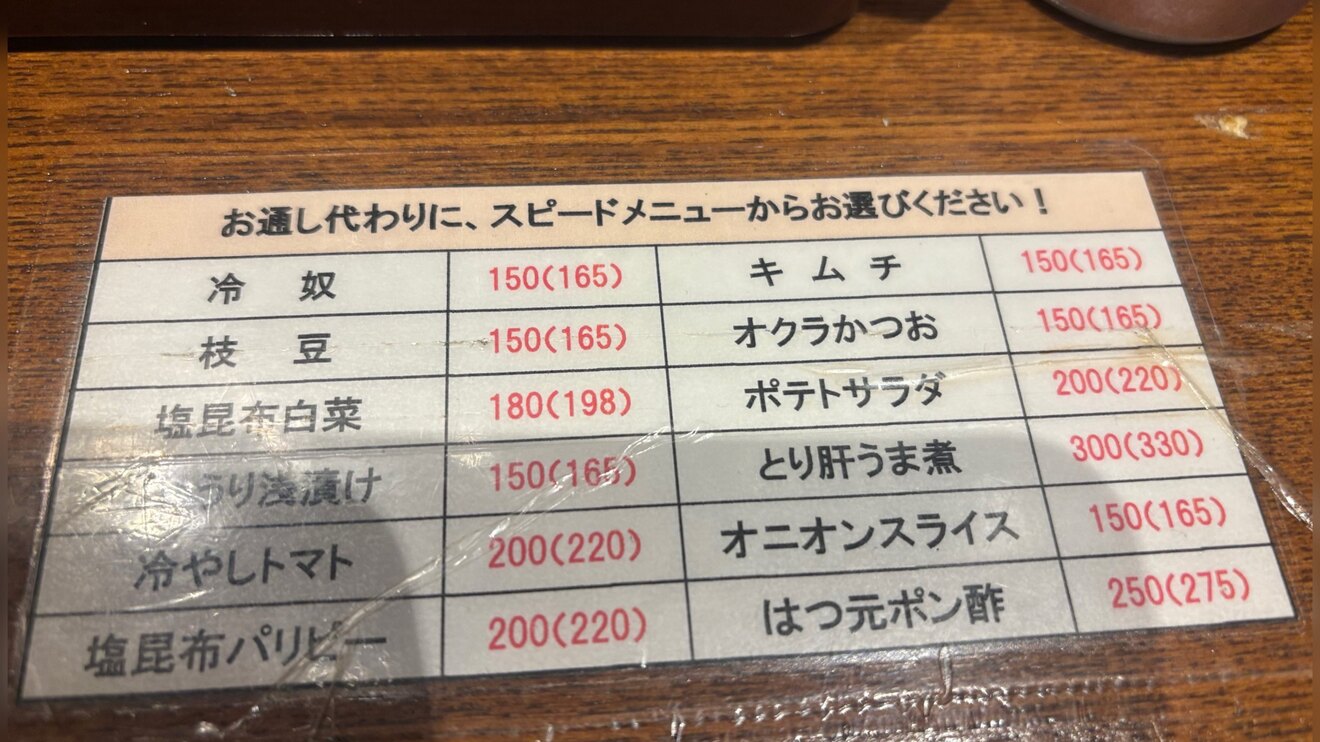 お通し代わりに、スピードメニューからお選びください！
冷　奴 150(165) キ ム チ 150(165)
枝　豆 150(165) オクラかつお 150(165)
塩昆布白菜 180(198) ポテトサラダ 200(220)
うり浅漬け 150(165) とり肝うま煮 300(330)
冷やしトマト 200(220) オニオンスライス 150(165)
塩昆布パリピー 200(220) はつ元ポン酢 250(275)